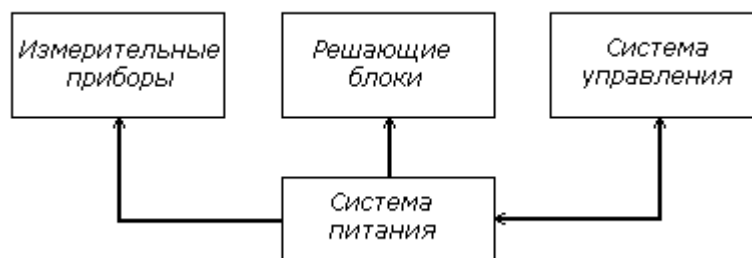 Измерительные
приборы
Решающие
блоки
Система
управления
Система
питания